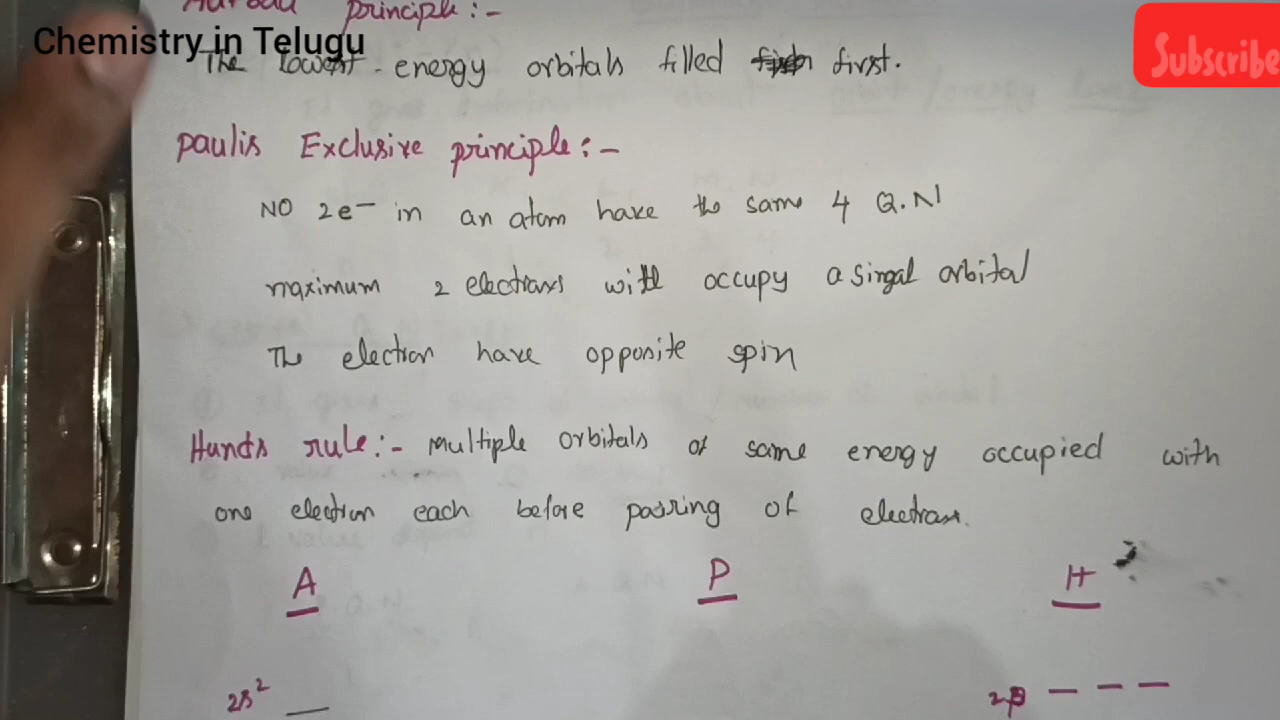 principle:-
Chemistry in Telugu
Subscribe
The lowest energy orbitals filled first.
Paulis Exclusive principle:-
NO 2e- in an atom have the same 4 Q.N
maximum 2 electrons will occupy a singal orbital
The electron have opposite spin
Hunds rule:- Multiple orbitals of same energy occupied with
one electron each before pairing of electrons.
A P H
2s² _ 2p _ _ _